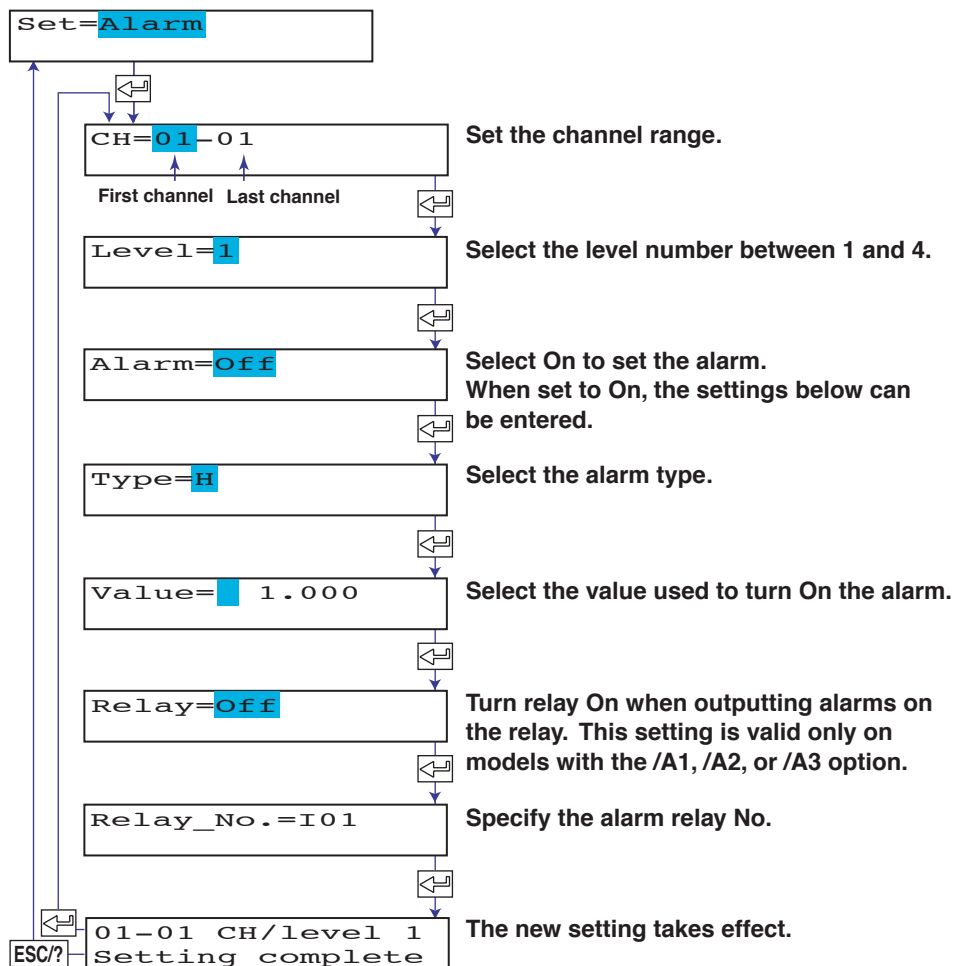 Set=Alarm
CH=01-01
Set the channel range.
First channel Last channel
Level=1
Select the level number between 1 and 4.
Alarm=Off
Select On to set the alarm.
When set to On, the settings below can
be entered.
Type=H
Select the alarm type.
Value=  1.000
Select the value used to turn On the alarm.
Relay=Off
Turn relay On when outputting alarms on
the relay. This setting is valid only on
models with the /A1, /A2, or /A3 option.
Relay_No.=I01
Specify the alarm relay No.
01-01 CH/level 1
The new setting takes effect.
ESC/?
Setting complete